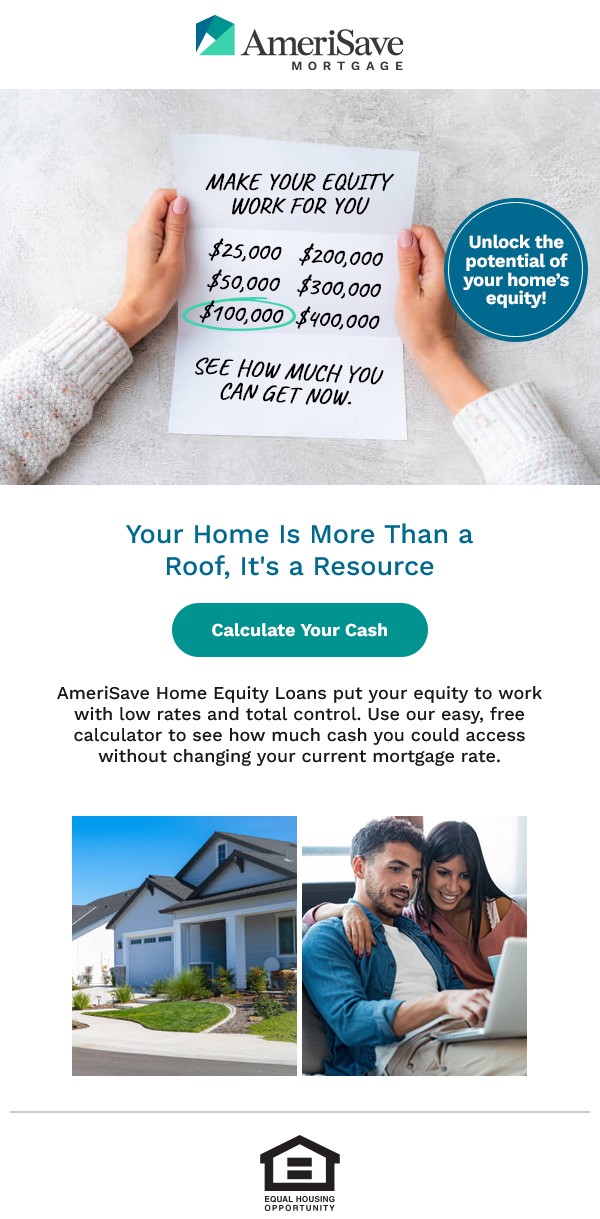 AmeriSave
MORTGAGE
MAKE YOUR EQUITY
WORK FOR YOU
$25,000 $200,000
$50,000 $300,000
$100,000 $400,000
SEE HOW MUCH YOU
CAN GET NOW.
Unlock the
potential of
your home's
equity!
Your Home Is More Than a
Roof, It's a Resource
Calculate Your Cash
AmeriSave Home Equity Loans put your equity to work
with low rates and total control. Use our easy, free
calculator to see how much cash you could access
without changing your current mortgage rate.
EQUAL HOUSING
OPPORTUNITY